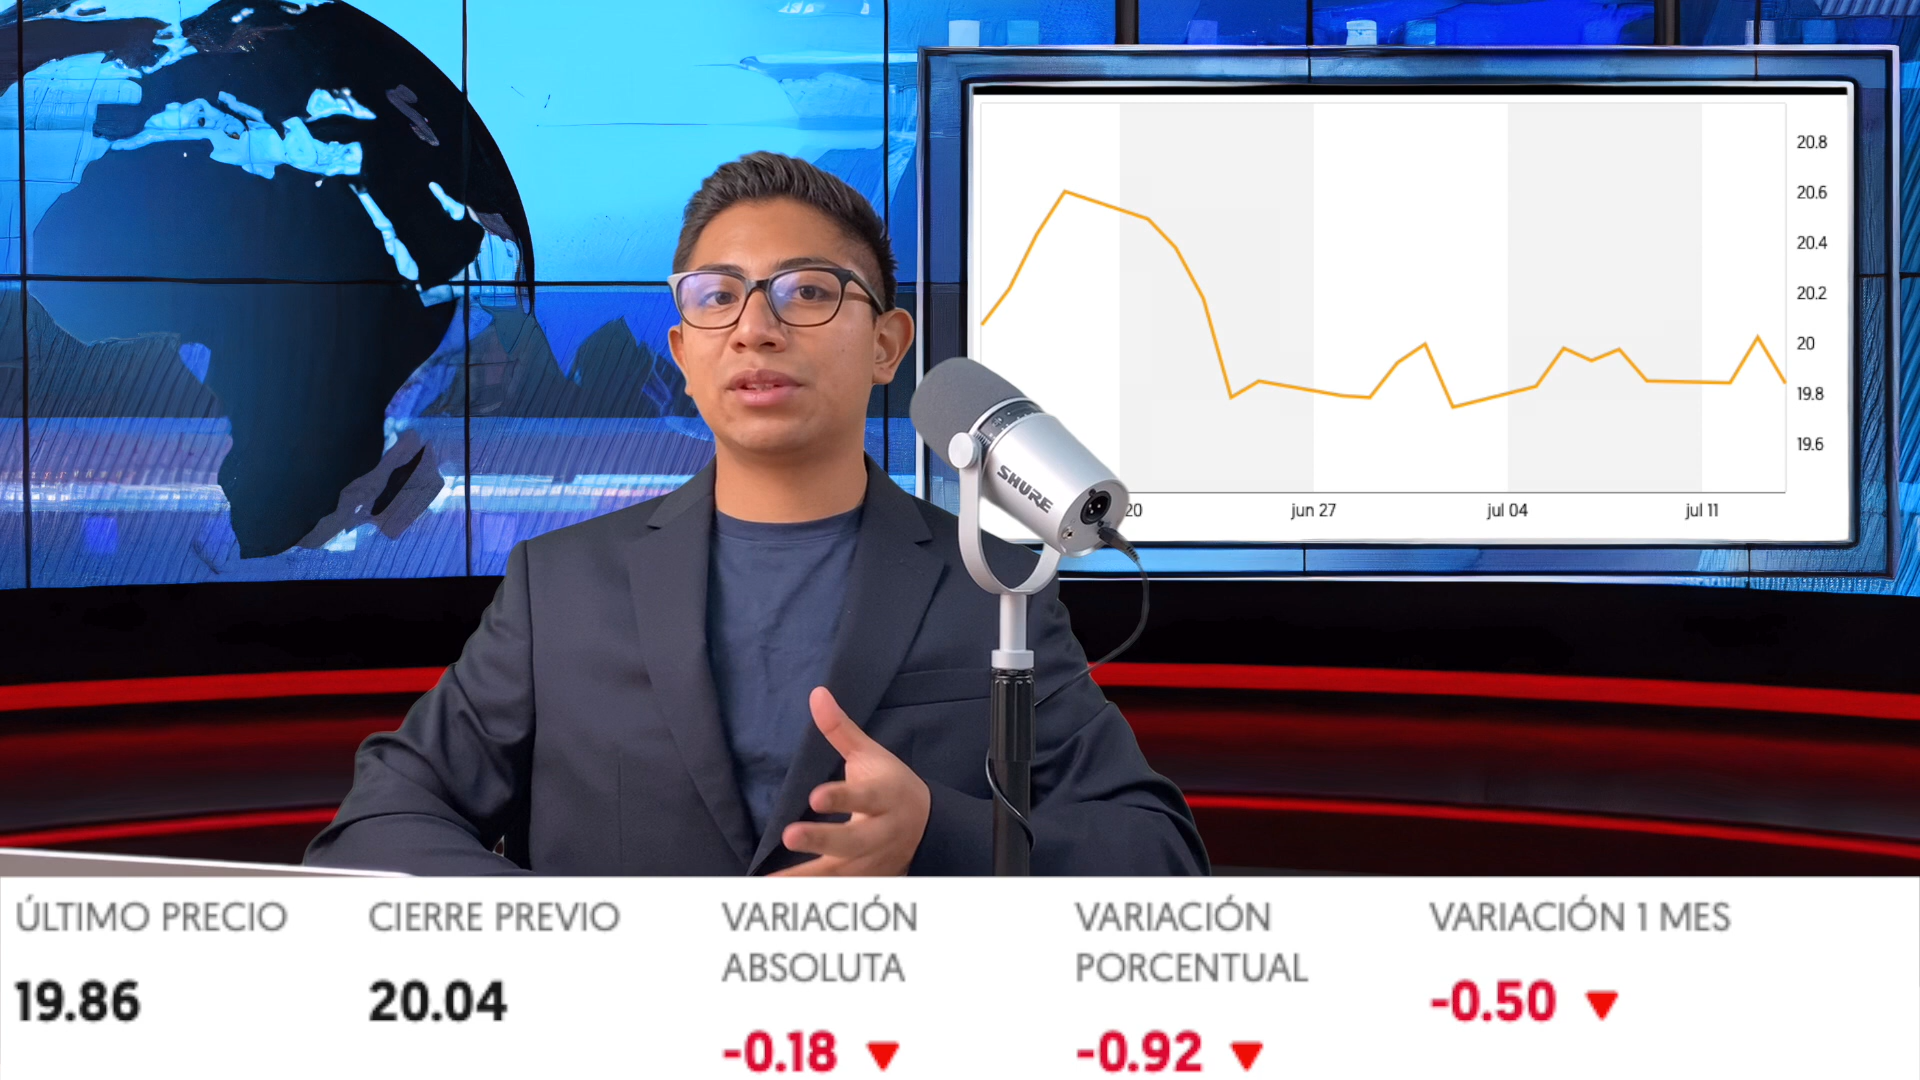 20.8
20.6
20.4
20.2
20
19.8
19.6
20
jun 27
jul 04
jul 11
SHURE
ÚLTIMO PRECIO
19.86
CIERRE PREVIO
20.04
VARIACIÓN
ABSOLUTA
-0.18
VARIACIÓN
PORCENTUAL
-0.92
VARIACIÓN 1 MES
-0.50